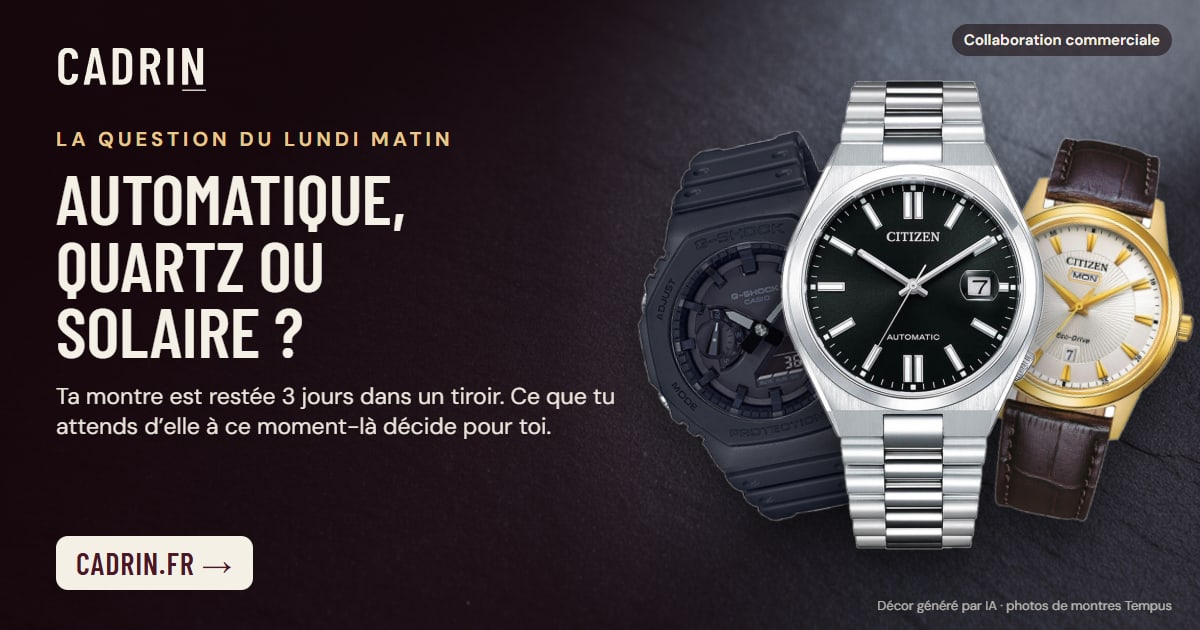 CADRIN
Collaboration commerciale
LA QUESTION DU LUNDI MATIN
AUTOMATIQUE,
QUARTZ OU
SOLAIRE ?
Ta montre est restée 3 jours dans un tiroir. Ce que tu
attends d’elle à ce moment-là décide pour toi.
CADRIN.FR →
G-SHOCK
ADJUST
G-SHOCK
CASIO
MODE
PROTECTION
CITIZEN
7
AUTOMATIC
CITIZEN
MON
Eco-Drive
7
Décor généré par IA · photos de montres Tempus